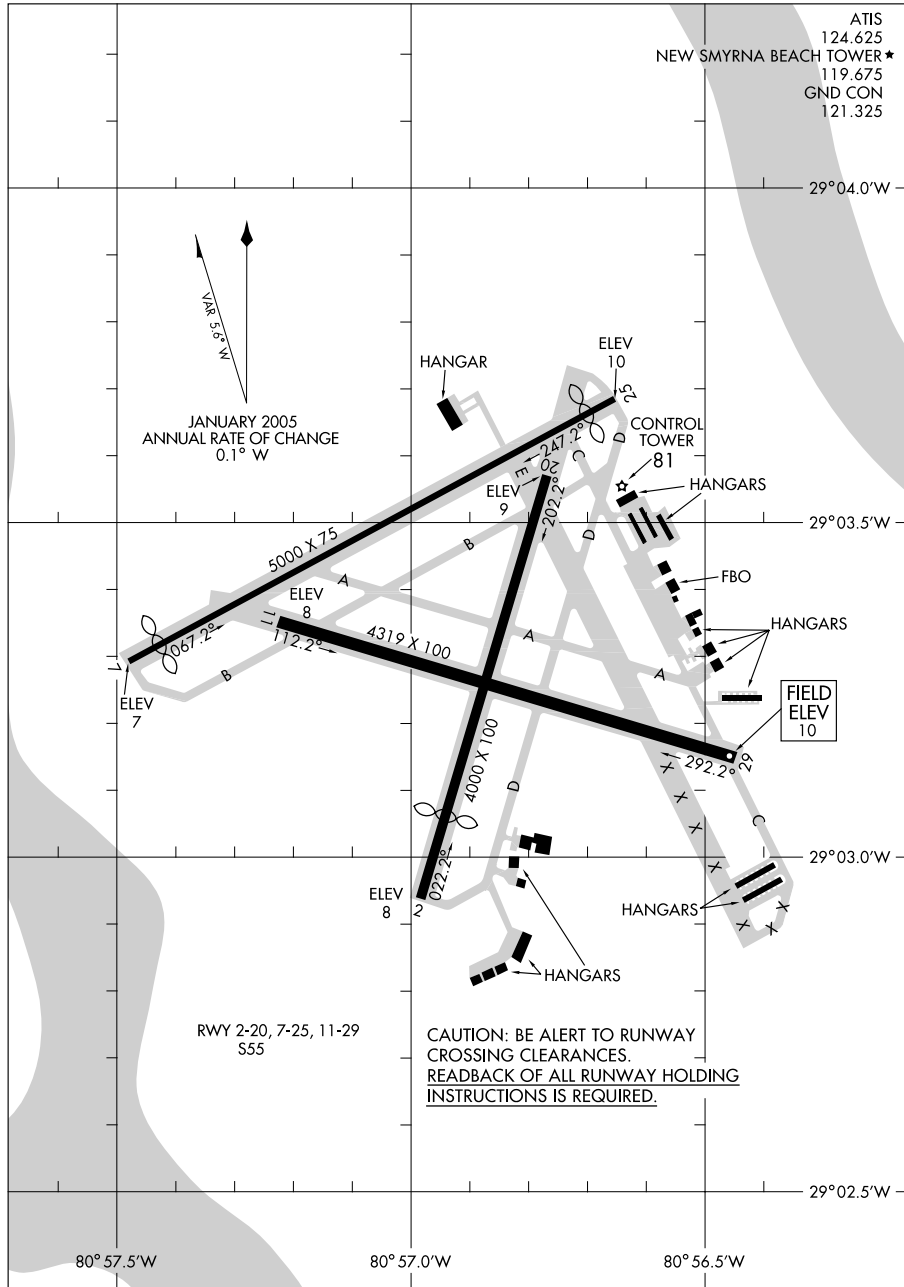 ATIS
124.625
NEW SMYRNA BEACH TOWER★
119.675
GND CON
121.325
29°04.0'W
VAR 5.6° W
JANUARY 2005
ANNUAL RATE OF CHANGE
0.1° W
HANGAR
ELEV
10
25
CONTROL
TOWER
81
247.2°
C
D
E
20
HANGARS
ELEV
9
202.2°
29°03.5'W
D
5000 X 75
B
A
FBO
ELEV
8
11
112.2°
4319 X 100
HANGARS
067.2°
A
A
7
B
ELEV
7
FIELD
ELEV
10
29
292.2°
4000 X 100
D
X
X
X
C
29°03.0'W
X
022.2°
ELEV
8
2
HANGARS
X
X
X
HANGARS
RWY 2-20, 7-25, 11-29
S55
CAUTION: BE ALERT TO RUNWAY
CROSSING CLEARANCES.
READBACK OF ALL RUNWAY HOLDING
INSTRUCTIONS IS REQUIRED.
29°02.5'W
80°57.5'W
80°57.0'W
80°56.5'W